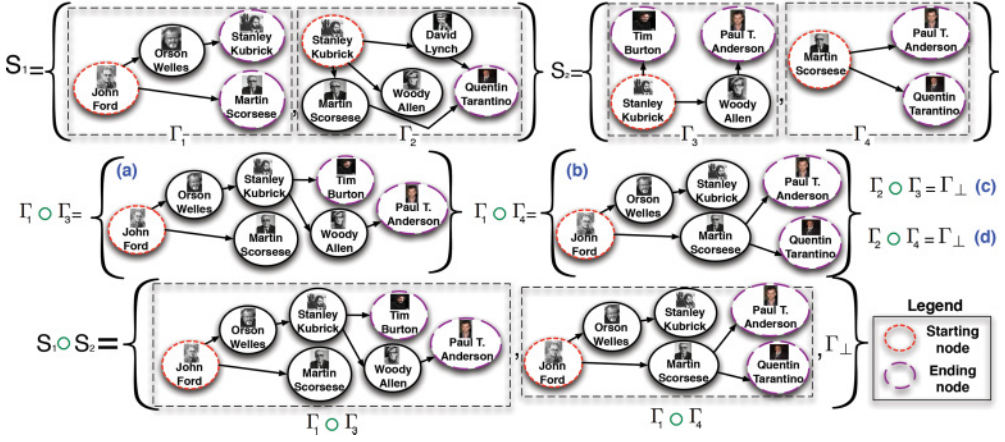 S₁=
Orson
Welles
Stanley
Kubrick
John
Ford
Martin
Scorsese
Γ₁
,
Stanley
Kubrick
David
Lynch
Martin
Scorsese
Woody
Allen
Quentin
Tarantino
Γ₂
S₂=
Tim
Burton
Paul T.
Anderson
Stanley
Kubrick
Woody
Allen
Γ₃
,
Martin
Scorsese
Paul T.
Anderson
Quentin
Tarantino
Γ₄
(a)
Γ₁ ○ Γ₃=
John
Ford
Orson
Welles
Stanley
Kubrick
Tim
Burton
Martin
Scorsese
Woody
Allen
Paul T.
Anderson
(b)
Γ₁ ○ Γ₄=
John
Ford
Orson
Welles
Stanley
Kubrick
Martin
Scorsese
Paul T.
Anderson
Quentin
Tarantino
Γ₂ ○ Γ₃ = Γ⊥ (c)
Γ₂ ○ Γ₄ = Γ⊥ (d)
S₁ ○ S₂ =
John
Ford
Orson
Welles
Stanley
Kubrick
Tim
Burton
Martin
Scorsese
Woody
Allen
Paul T.
Anderson
Γ₁ ○ Γ₃
,
John
Ford
Orson
Welles
Stanley
Kubrick
Martin
Scorsese
Paul T.
Anderson
Quentin
Tarantino
Γ₁ ○ Γ₄
, Γ⊥
Legend
Starting
node
Ending
node